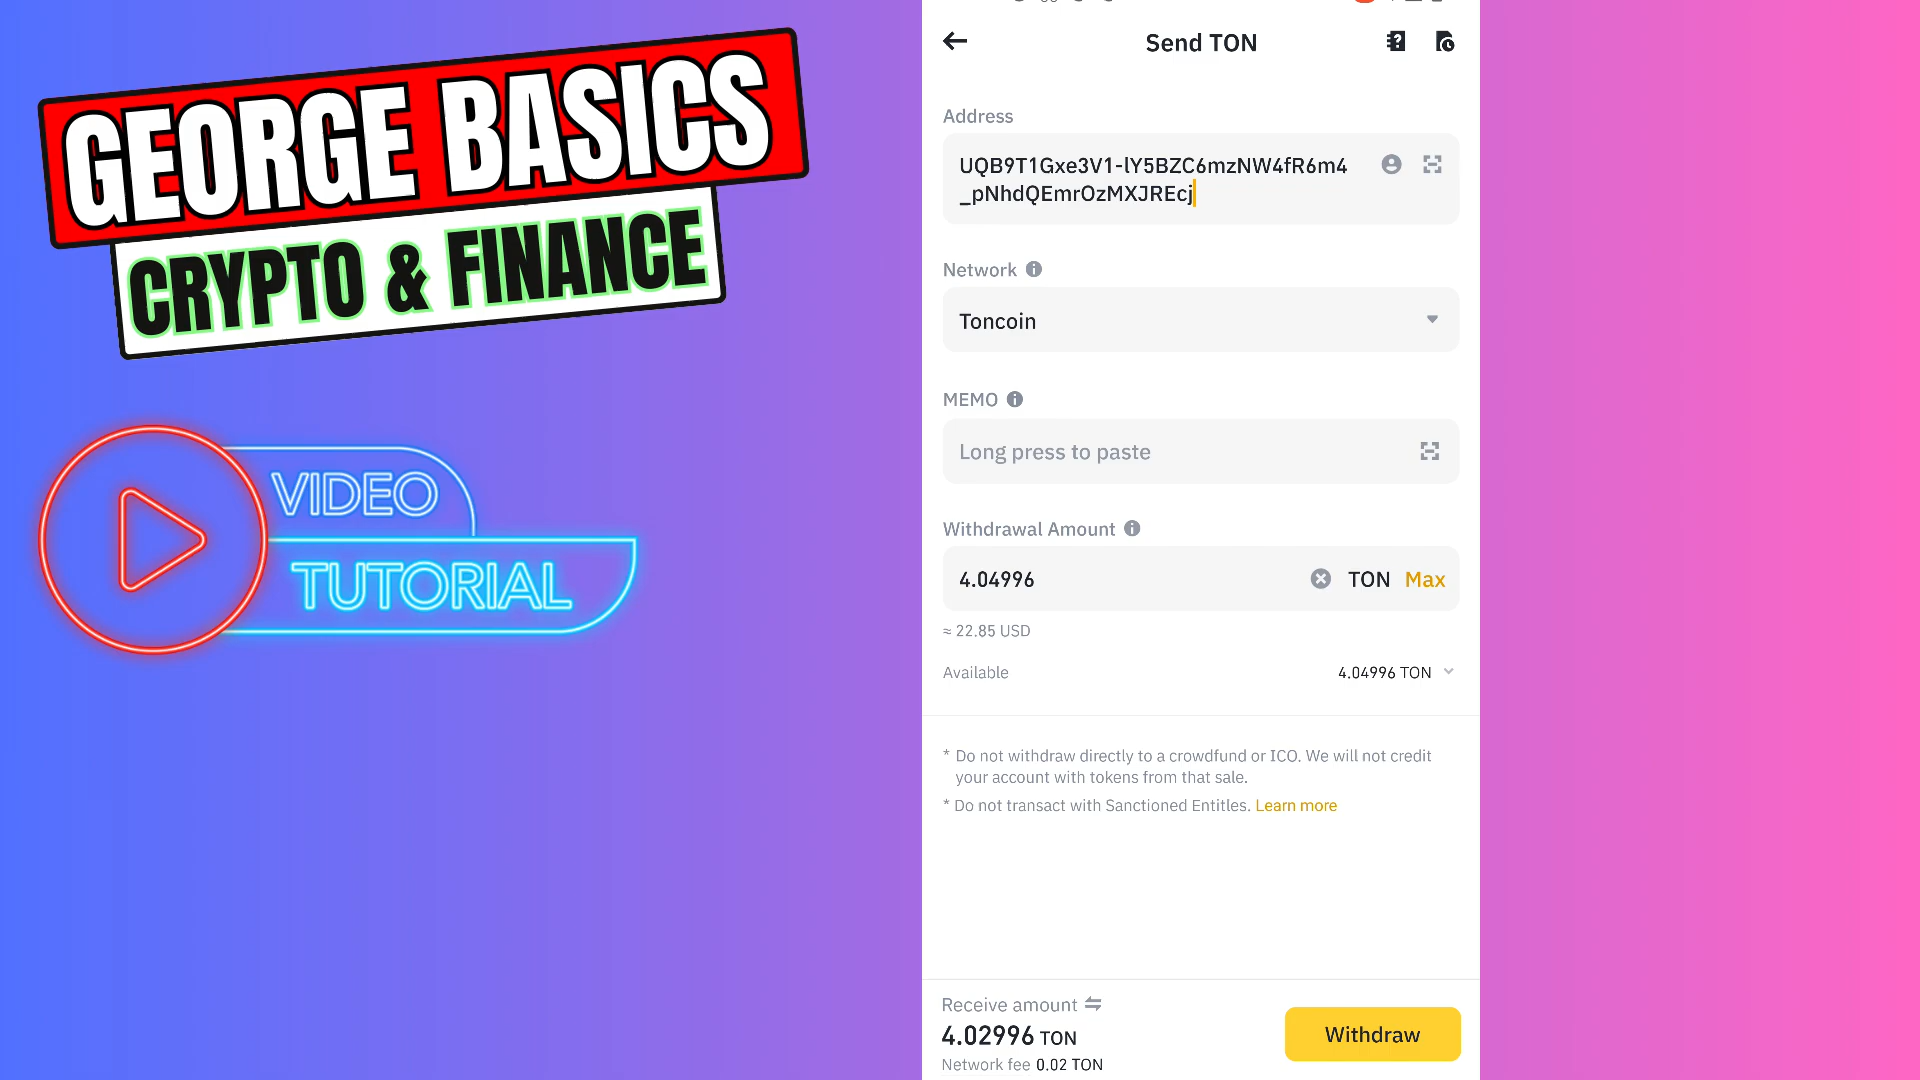 GEORGE BASICS
CRYPTO & FINANCE
VIDEO
TUTORIAL
Send TON
Address
UQB9T1Gxe3V1-lY5BZC6mzNW4fR6m4
_pNhdQEmrOzMXJREcj
Network
Toncoin
MEMO
Long press to paste
Withdrawal Amount
4.04996 TON Max
≈ 22.85 USD
Available 4.04996 TON
* Do not withdraw directly to a crowdfund or ICO. We will not credit
your account with tokens from that sale.
* Do not transact with Sanctioned Entitles. Learn more
Receive amount
4.02996 TON
Network fee 0.02 TON
Withdraw